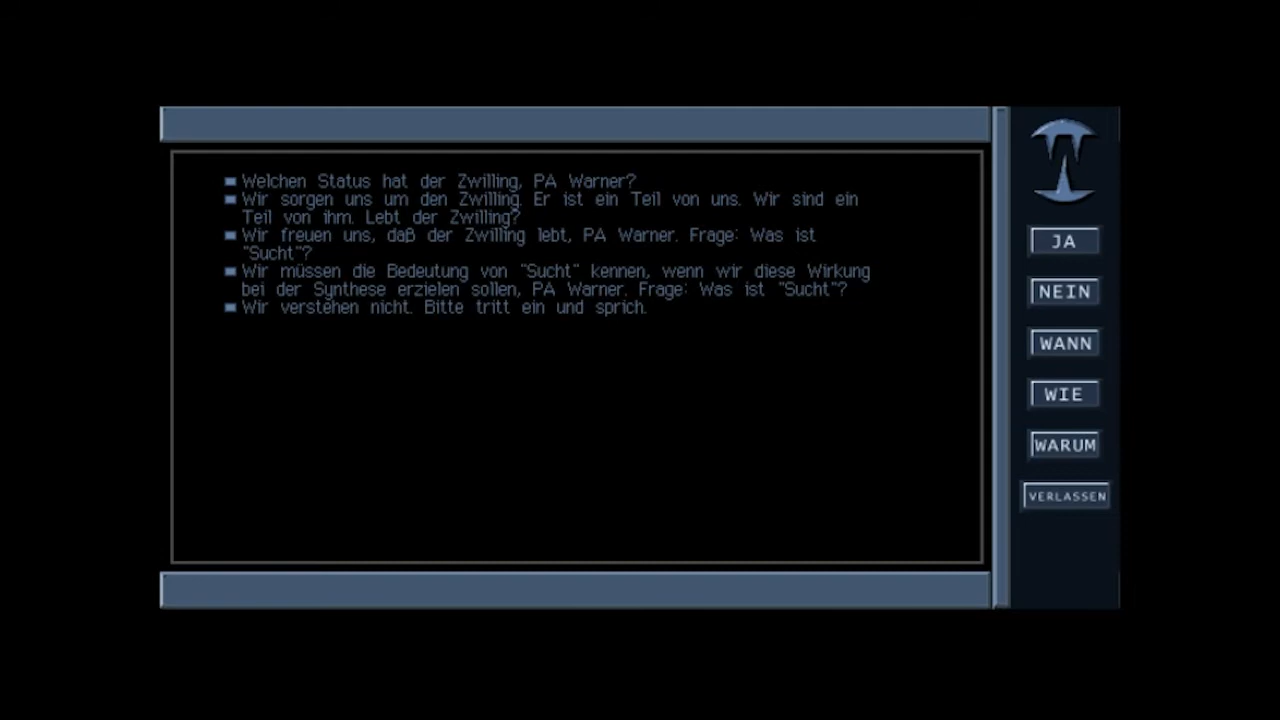 Welchen Status hat der Zwilling, PA Warner?
Wir sorgen uns um den Zwilling. Er ist ein Teil von uns. Wir sind ein
Teil von ihm. Lebt der Zwilling?
Wir freuen uns, daß der Zwilling lebt, PA Warner. Frage: Was ist
"Sucht"?
Wir müssen die Bedeutung von "Sucht" kennen, wenn wir diese Wirkung
bei der Synthese erzielen sollen, PA Warner. Frage: Was ist "Sucht"?
Wir verstehen nicht. Bitte tritt ein und sprich.
JA
NEIN
WANN
WIE
WARUM
VERLASSEN